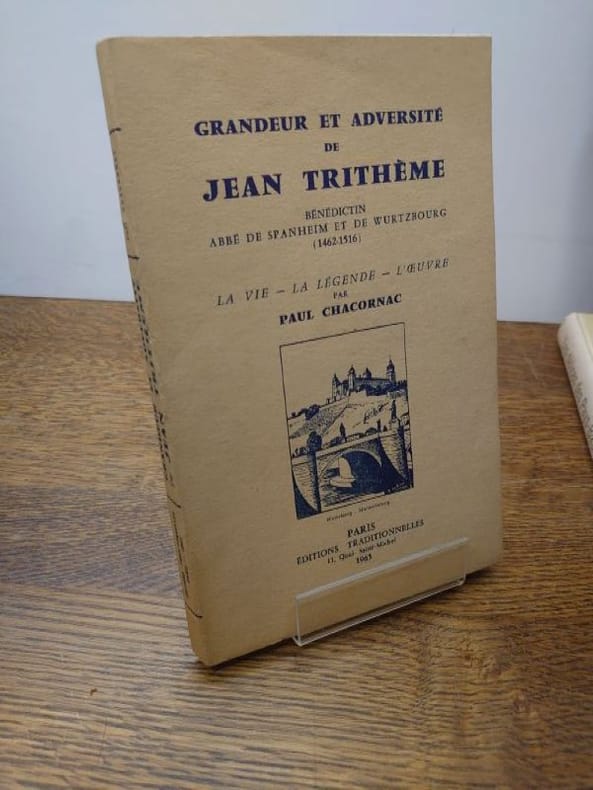 GRANDEUR ET ADVERSITÉ
DE
JEAN TRITHÈME
BÉNÉDICTIN
ABBÉ DE SPANHEIM ET DE WURTZBOURG
(1462-1516)
LA VIE — LA LÉGENDE — L'ŒUVRE
PAR
PAUL CHACORNAC
PARIS
ÉDITIONS TRADITIONNELLES
11, Quai Saint-Michel
1963